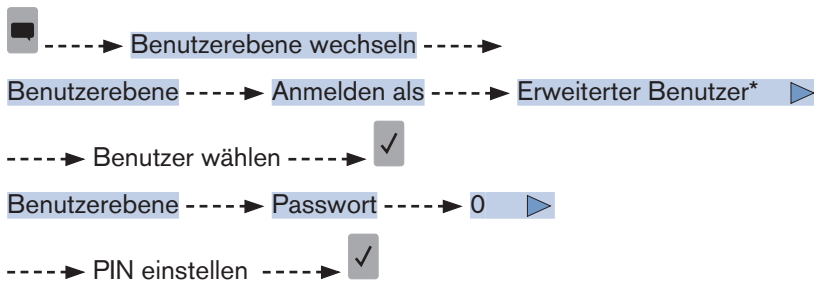 Benutzerebene wechseln
Benutzerebene Anmelden als Erweiterter Benutzer*
Benutzer wählen
Benutzerebene Passwort 0
PIN einstellen